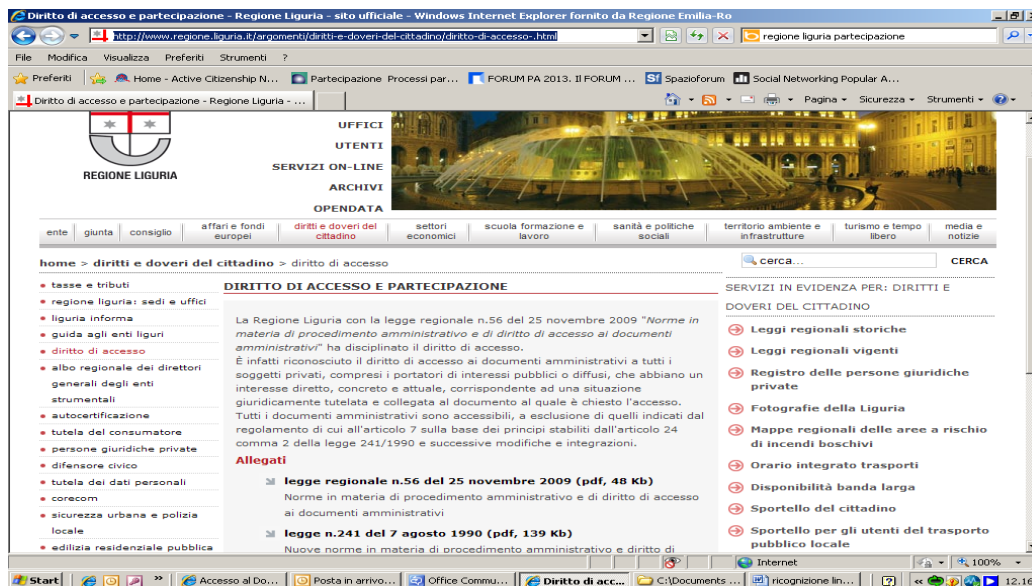 Diritto di accesso e partecipazione - Regione Liguria - sito ufficiale - Windows Internet Explorer fornito da Regione Emilia-Ro
http://www.regione.liguria.it/argomenti/diritti-e-doveri-del-cittadino/diritto-di-accesso-.html
regione liguria partecipazione
File Modifica Visualizza Preferiti Strumenti ?
Preferiti Home - Active Citizenship N... Partecipazione Processi par... FORUM PA 2013. Il FORUM ... Spazioforum Social Networking Popular A...
Diritto di accesso e partecipazione - Regione Liguria - ... Pagina Sicurezza Strumenti
REGIONE LIGURIA
UFFICI
UTENTI
SERVIZI ON-LINE
ARCHIVI
OPENDATA
ente giunta consiglio affari e fondi europei diritti e doveri del cittadino settori economici scuola formazione e lavoro sanità e politiche sociali territorio ambiente e infrastrutture turismo e tempo libero media e notizie
home > diritti e doveri del cittadino > diritto di accesso
cerca... CERCA
tasse e tributi
regione liguria: sedi e uffici
liguria informa
guida agli enti liguri
diritto di accesso
albo regionale dei direttori
generali degli enti
strumentali
autocertificazione
tutela del consumatore
persone giuridiche private
difensore civico
tutela dei dati personali
corecom
sicurezza urbana e polizia
locale
edilizia residenziale pubblica
DIRITTO DI ACCESSO E PARTECIPAZIONE
La Regione Liguria con la legge regionale n.56 del 25 novembre 2009 "Norme in
materia di procedimento amministrativo e di diritto di accesso ai documenti
amministrativi" ha disciplinato il diritto di accesso.
È infatti riconosciuto il diritto di accesso ai documenti amministrativi a tutti i
soggetti privati, compresi i portatori di interessi pubblici o diffusi, che abbiano un
interesse diretto, concreto e attuale, corrispondente ad una situazione
giuridicamente tutelata e collegata al documento al quale è chiesto l'accesso.
Tutti i documenti amministrativi sono accessibili, a esclusione di quelli indicati dal
regolamento di cui all'articolo 7 sulla base dei principi stabiliti dall'articolo 24
comma 2 della legge 241/1990 e successive modifiche e integrazioni.
Allegati
legge regionale n.56 del 25 novembre 2009 (pdf, 48 Kb)
Norme in materia di procedimento amministrativo e di diritto di accesso
ai documenti amministrativi
legge n.241 del 7 agosto 1990 (pdf, 139 Kb)
Nuove norme in materia di procedimento amministrativo e diritto di
SERVIZI IN EVIDENZA PER: DIRITTI E
DOVERI DEL CITTADINO
Leggi regionali storiche
Leggi regionali vigenti
Registro delle persone giuridiche
private
Fotografie della Liguria
Mappe regionali delle aree a rischio
di incendi boschivi
Orario integrato trasporti
Disponibilità banda larga
Sportello del cittadino
Sportello per gli utenti del trasporto
pubblico locale
Internet 100%
Start Accesso al Do... Posta in arrivo... Office Commu... Diritto di acc... C:\Documents ... ricognizione lin... 12:16